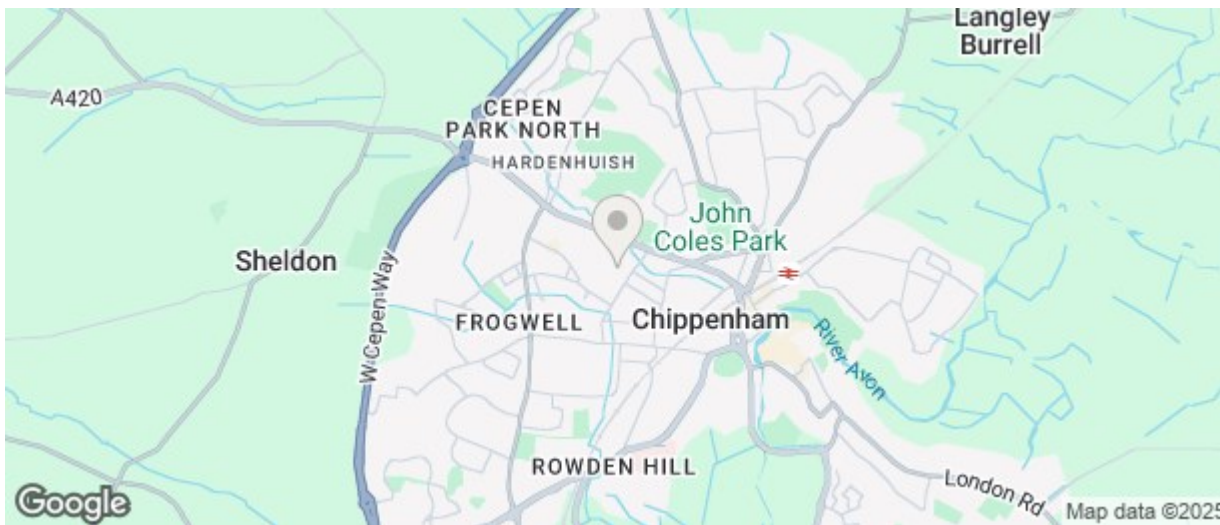 Langley
Burrell
A420
CEPEN
PARK NORTH
HARDENHUISH
John
Coles Park
Sheldon
W Cepen Way
FROGWELL
Chippenham
River Avon
ROWDEN HILL
London Rd
Google
Map data ©2025